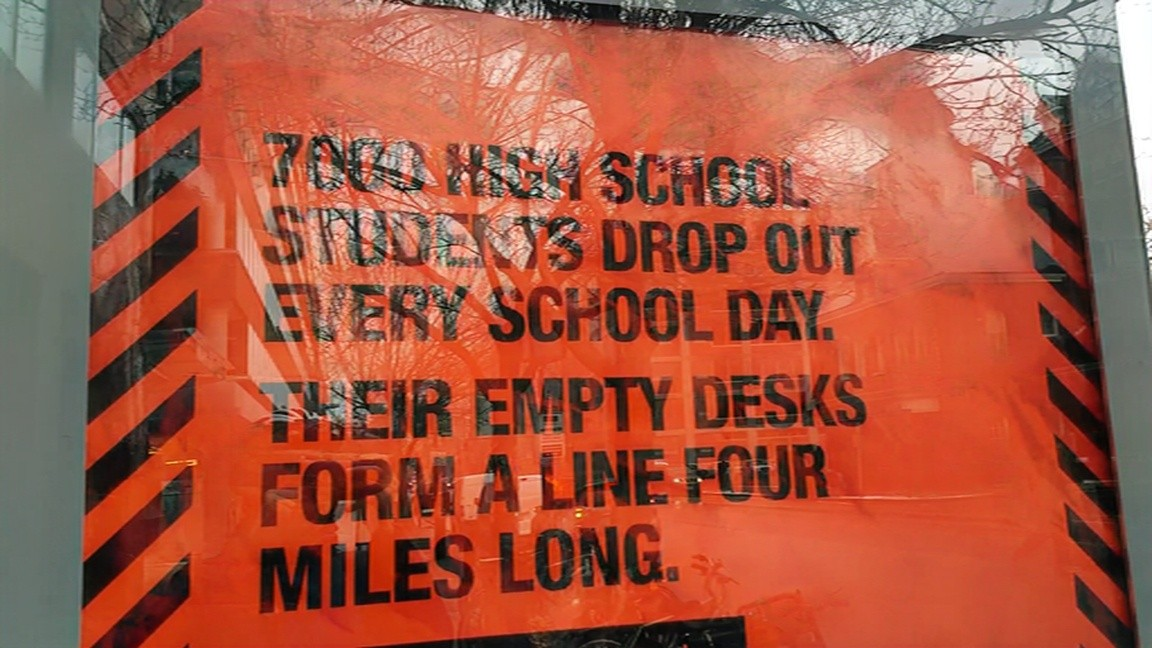 7000 HIGH SCHOOL
STUDENTS DROP OUT
EVERY SCHOOL DAY.
THEIR EMPTY DESKS
FORM A LINE FOUR
MILES LONG.